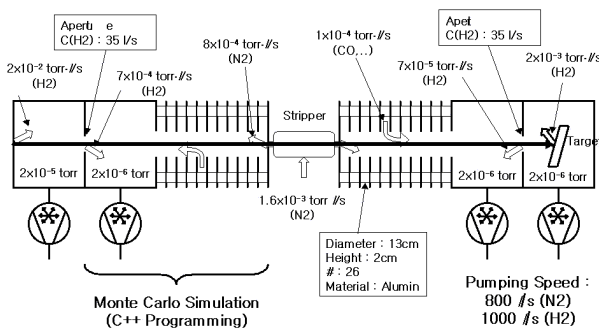 Apertu e
C(H2) : 35 l/s
2x10⁻² torr-l/s
(H2)
7x10⁻⁴ torr-l/s
(H2)
8x10⁻⁴ torr-l/s
(N2)
1x10⁻⁴ torr-l/s
(CO,...)
Apet
C(H2) : 35 l/s
7x10⁻⁵ torr-l/s
(H2)
2x10⁻³ torr-l/s
(H2)
Stripper
Target
2x10⁻⁵ torr
2x10⁻⁶ torr
2x10⁻⁶ torr
2x10⁻⁶ torr
1.6x10⁻³ torr l/s
(N2)
Diameter : 13cm
Height : 2cm
# : 26
Material : Alumin
Monte Carlo Simulation
(C++ Programming)
Pumping Speed :
800 l/s (N2)
1000 l/s (H2)